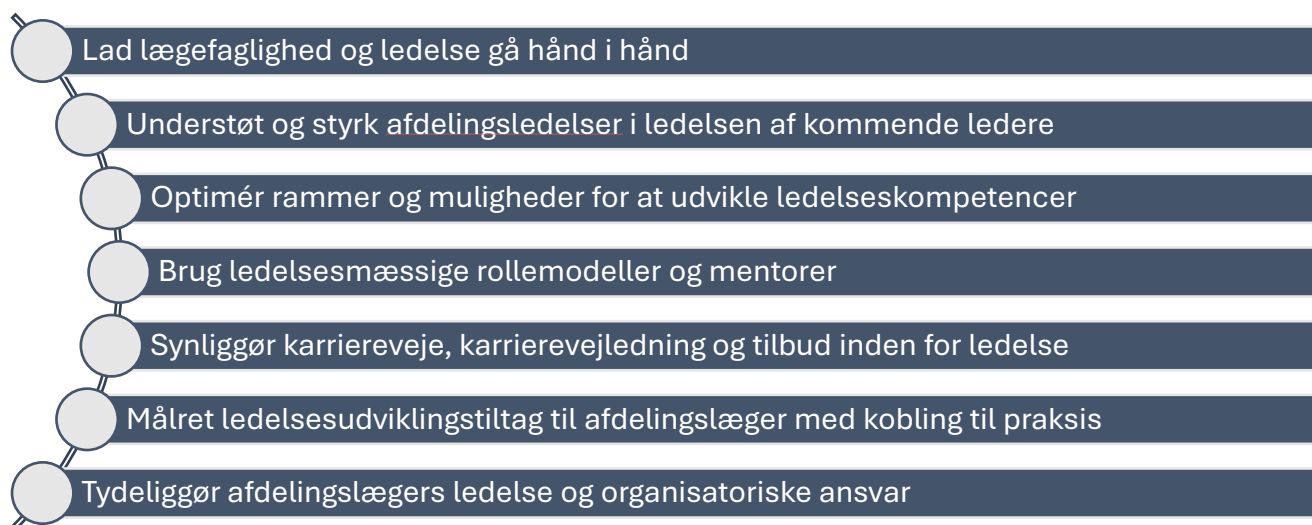 Lad lægefaglighed og ledelse gå hånd i hånd
Understøt og styrk afdelingsledelser i ledelsen af kommende ledere
Optimér rammer og muligheder for at udvikle ledelseskompetencer
Brug ledelsesmæssige rollemodeller og mentorer
Synliggør karriereveje, karrierevejledning og tilbud inden for ledelse
Målret ledelsesudviklingstiltag til afdelingslæger med kobling til praksis
Tydeliggør afdelingslægers ledelse og organisatoriske ansvar